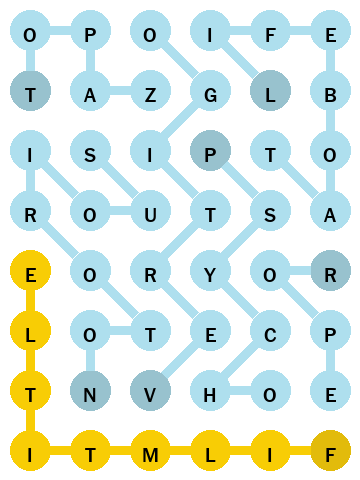 O P O I F E
T A Z G L B
I S I P T O
R O U T S A
E O R Y O R
L O T E C P
T N V H O E
I T M L I F